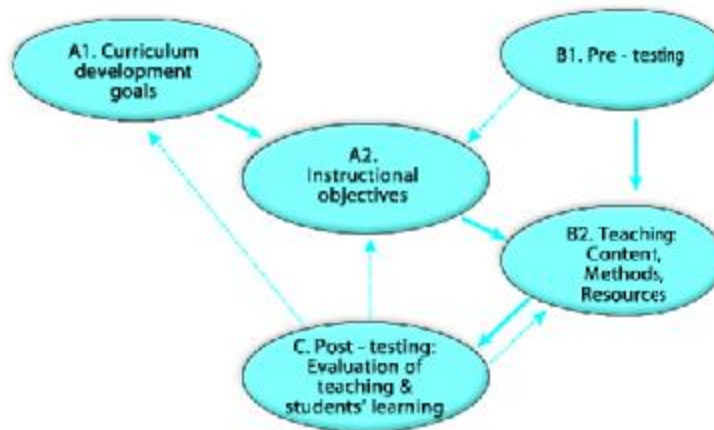 A1. Curriculum
development
goals
B1. Pre - testing
A2.
Instructional
objectives
B2. Teaching:
Content,
Methods,
Resources
C. Post - testing:
Evaluation of
teaching &
students' learning